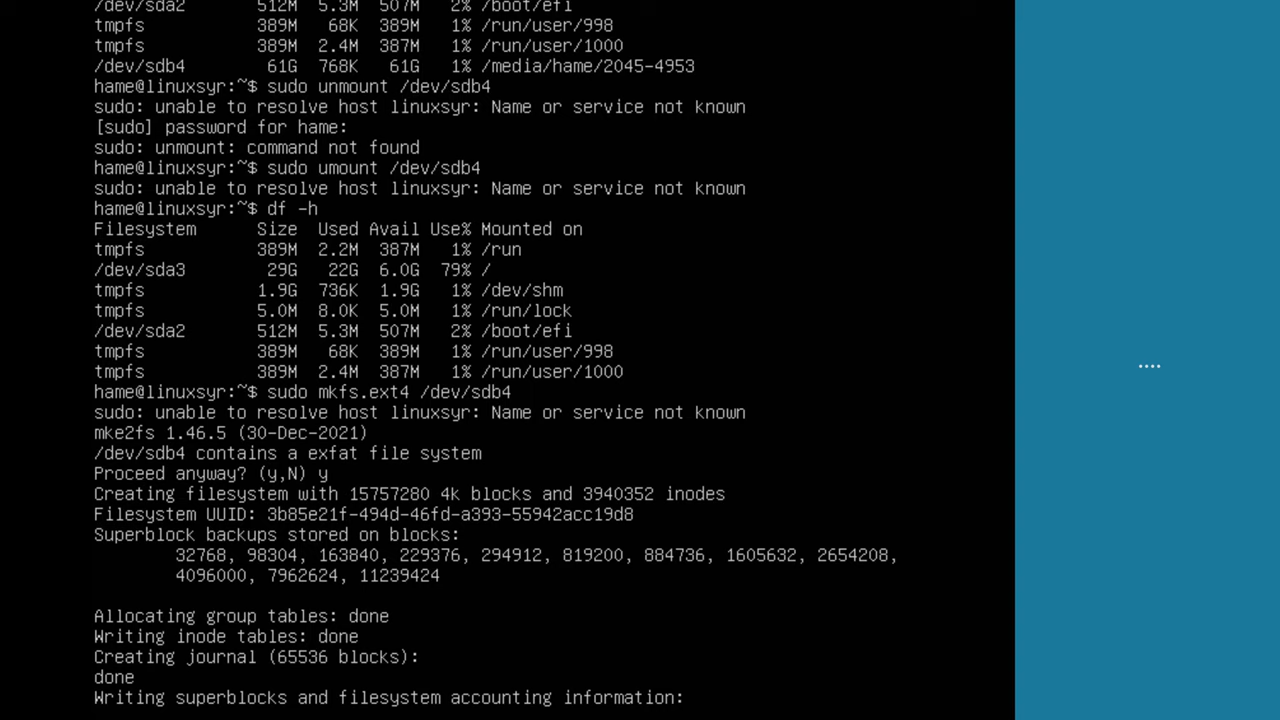 /dev/sda2       512M  5.3M  507M   2% /boot/efi
tmpfs           389M   68K  389M   1% /run/user/998
tmpfs           389M  2.4M  387M   1% /run/user/1000
/dev/sdb4        61G  768K   61G   1% /media/hame/2045-4953
hame@linuxsyr:~$ sudo unmount /dev/sdb4
sudo: unable to resolve host linuxsyr: Name or service not known
[sudo] password for hame:
sudo: unmount: command not found
hame@linuxsyr:~$ sudo umount /dev/sdb4
sudo: unable to resolve host linuxsyr: Name or service not known
hame@linuxsyr:~$ df -h
Filesystem      Size  Used Avail Use% Mounted on
tmpfs           389M  2.2M  387M   1% /run
/dev/sda3        29G   22G  6.0G  79% /
tmpfs           1.9G  736K  1.9G   1% /dev/shm
tmpfs           5.0M  8.0K  5.0M   1% /run/lock
/dev/sda2       512M  5.3M  507M   2% /boot/efi
tmpfs           389M   68K  389M   1% /run/user/998
tmpfs           389M  2.4M  387M   1% /run/user/1000
hame@linuxsyr:~$ sudo mkfs.ext4 /dev/sdb4
sudo: unable to resolve host linuxsyr: Name or service not known
mke2fs 1.46.5 (30-Dec-2021)
/dev/sdb4 contains a exfat file system
Proceed anyway? (y,N) y
Creating filesystem with 15757280 4k blocks and 3940352 inodes
Filesystem UUID: 3b85e21f-494d-46fd-a393-55942acc19d8
Superblock backups stored on blocks:
        32768, 98304, 163840, 229376, 294912, 819200, 884736, 1605632, 2654208,
        4096000, 7962624, 11239424
Allocating group tables: done
Writing inode tables: done
Creating journal (65536 blocks):
done
Writing superblocks and filesystem accounting information:
....